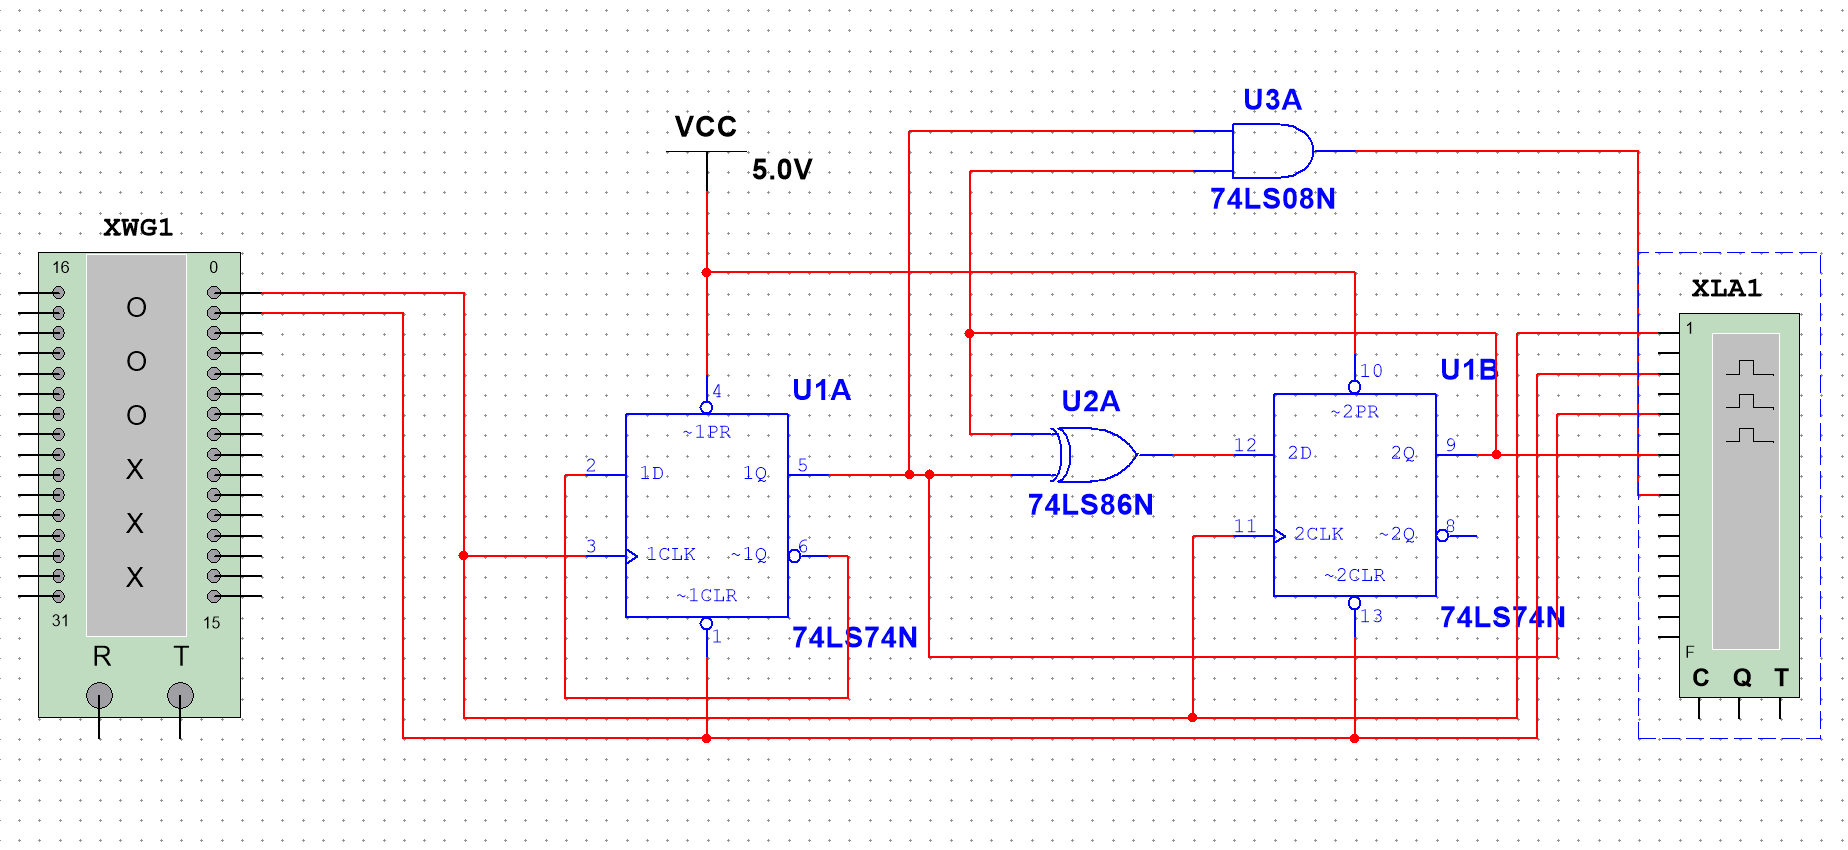 U3A
VCC
5.0V
74LS08N
XWG1
16 0
O
O
O
X
X
X
31 15
R T
XLA1
1
F
C Q T
U1A
4
~1PR
2 1D 1Q 5
3 1CLK ~1Q 6
~1CLR
1
74LS74N
U2A
74LS86N
U1B
10
~2PR
12 2D 2Q 9
11 2CLK ~2Q 8
~2CLR
13
74LS74N